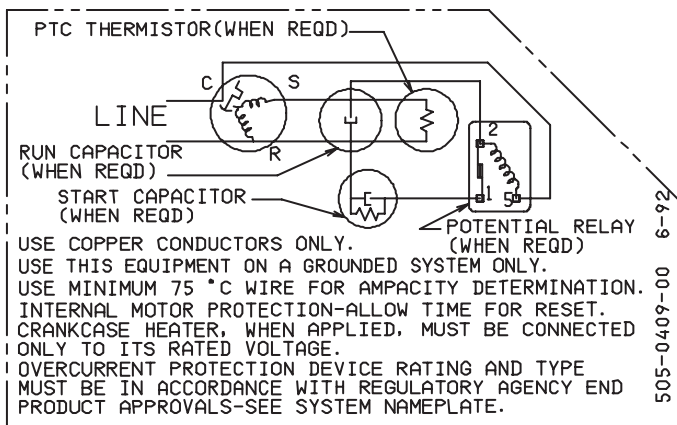 PTC THERMISTOR(WHEN REQD)
C
S
LINE
R
2
RUN CAPACITOR
(WHEN REQD)
START CAPACITOR
(WHEN REQD)
1
5
POTENTIAL RELAY
(WHEN REQD)
USE COPPER CONDUCTORS ONLY.
USE THIS EQUIPMENT ON A GROUNDED SYSTEM ONLY.
USE MINIMUM 75 °C WIRE FOR AMPACITY DETERMINATION.
INTERNAL MOTOR PROTECTION-ALLOW TIME FOR RESET.
CRANKCASE HEATER, WHEN APPLIED, MUST BE CONNECTED
ONLY TO ITS RATED VOLTAGE.
OVERCURRENT PROTECTION DEVICE RATING AND TYPE
MUST BE IN ACCORDANCE WITH REGULATORY AGENCY END
PRODUCT APPROVALS-SEE SYSTEM NAMEPLATE.
505-0409-00 6-92